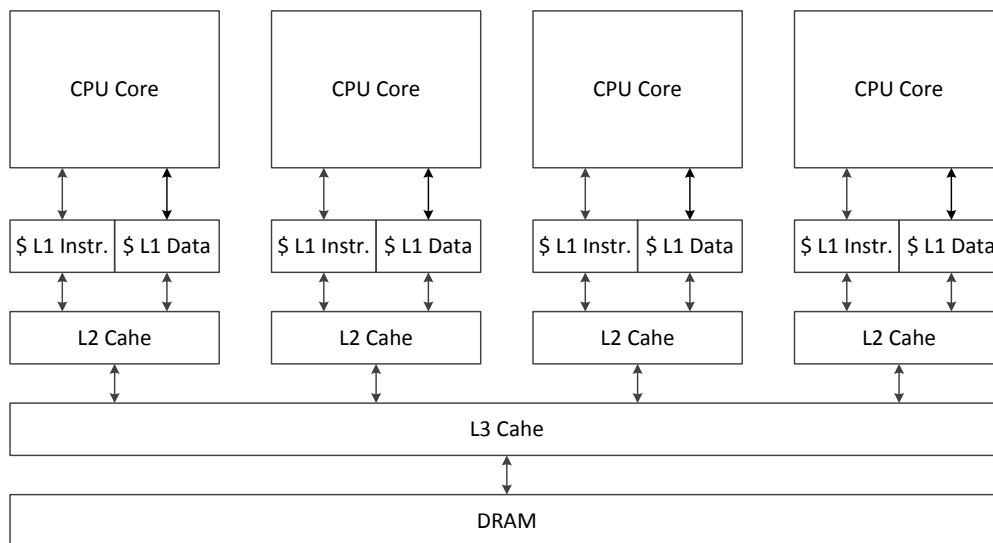 CPU Core
CPU Core
CPU Core
CPU Core
$ L1 Instr.
$ L1 Data
$ L1 Instr.
$ L1 Data
$ L1 Instr.
$ L1 Data
$ L1 Instr.
$ L1 Data
L2 Cahe
L2 Cahe
L2 Cahe
L2 Cahe
L3 Cahe
DRAM